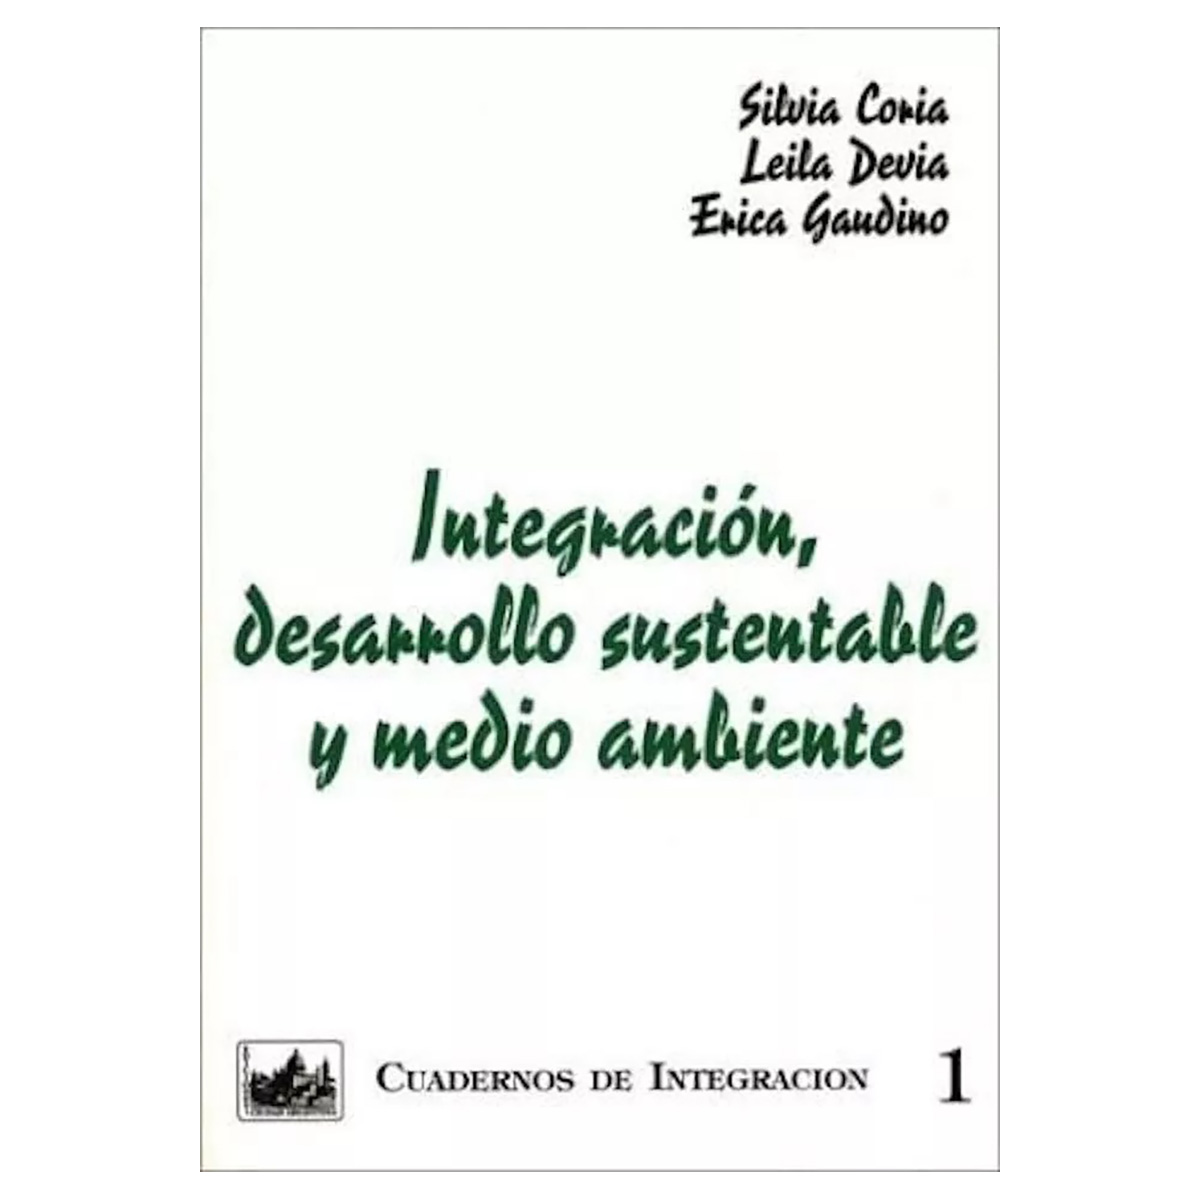 Silvia Coria
Leila Devia
Erica Gaudino
Integración,
desarrollo sustentable
y medio ambiente
CUADERNOS DE INTEGRACION 1